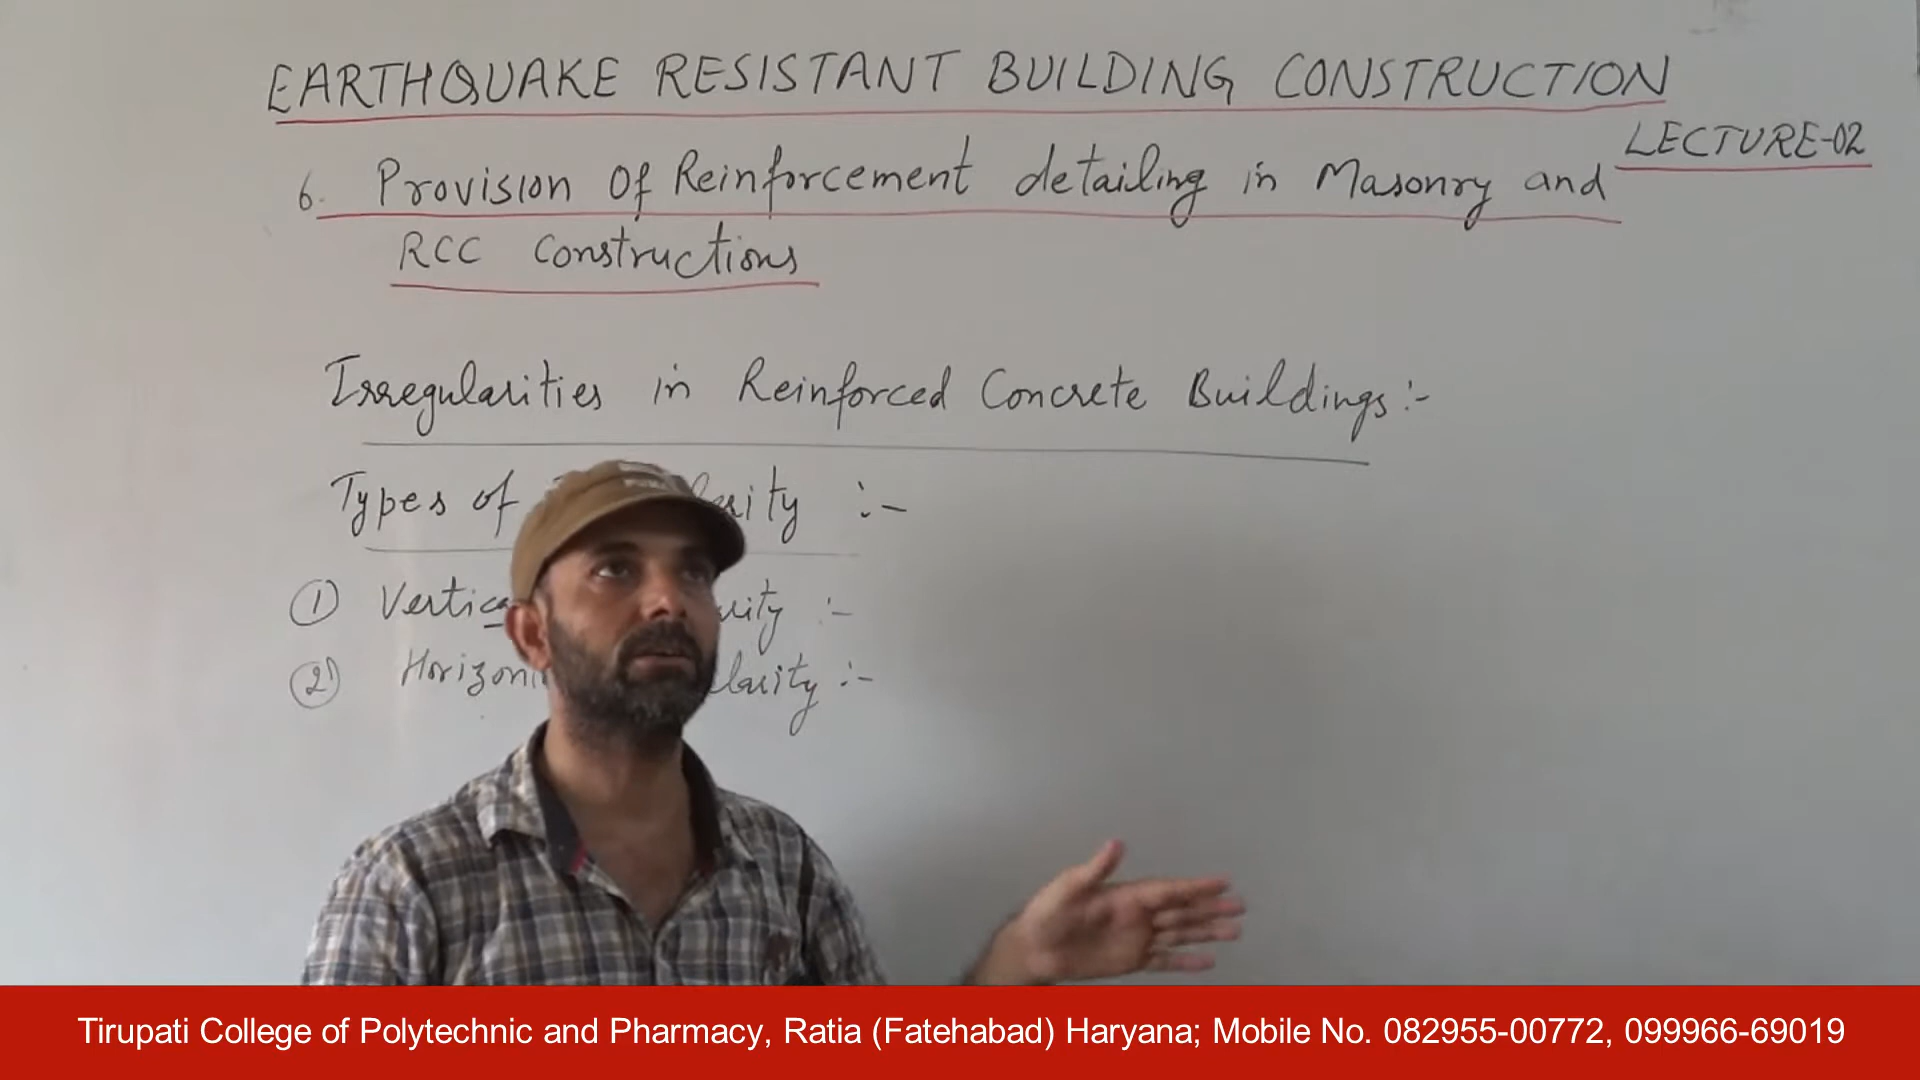 EARTHQUAKE RESISTANT BUILDING CONSTRUCTION
LECTURE-02
6. Provision Of Reinforcement detailing in Masonry and
RCC Constructions
Irregularities in Reinforced Concrete Buildings:-
Types of :-
① :-
② :-
Tirupati College of Polytechnic and Pharmacy, Ratia (Fatehabad) Haryana; Mobile No. 082955-00772, 099966-69019